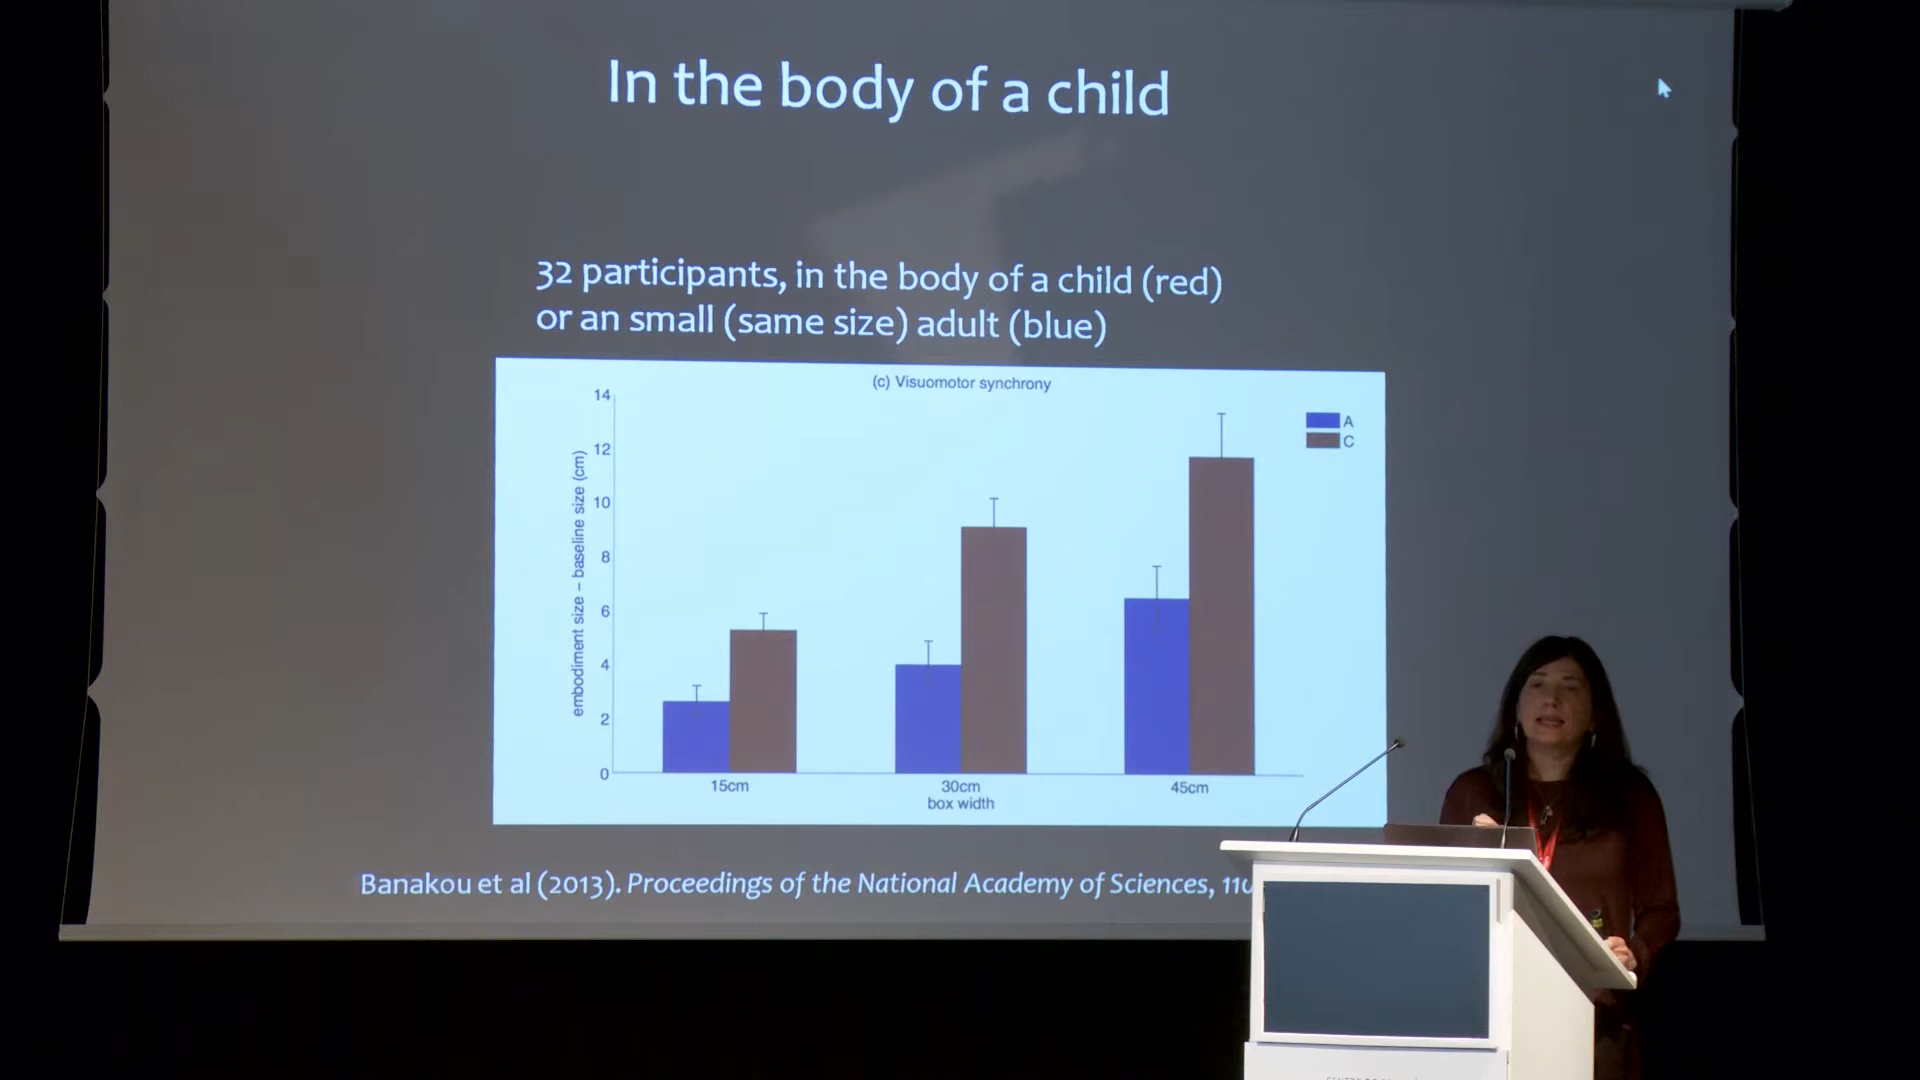 In the body of a child
32 participants, in the body of a child (red)
or an small (same size) adult (blue)
(c) Visuomotor synchrony
14
12
10
8
6
4
2
0
embodiment size – baseline size (cm)
A
C
15cm
30cm
45cm
box width
Banakou et al (2013). Proceedings of the National Academy of Sciences, 110